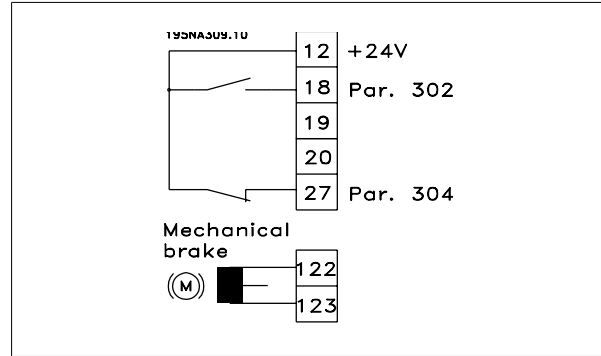 195NA309.10
12 +24V
18 Par. 302
19
20
27 Par. 304
Mechanical
brake
(M)
122
123